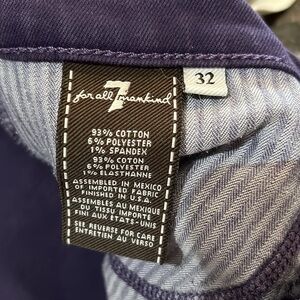 7
for all mankind
32
93% COTTON
6% POLYESTER
1% SPANDEX
93% COTON
6% POLYESTER
1% ELASTHANNE
ASSEMBLED IN MEXICO
OF IMPORTED FABRIC
FINISHED IN U.S.A.
ASSEMBLÉS AU MEXIQUE
DU TISSU IMPORTÉ
FINI AUX ÉTATS-UNIS
SEE REVERSE FOR CARE
ENTRETIEN AU VERSO